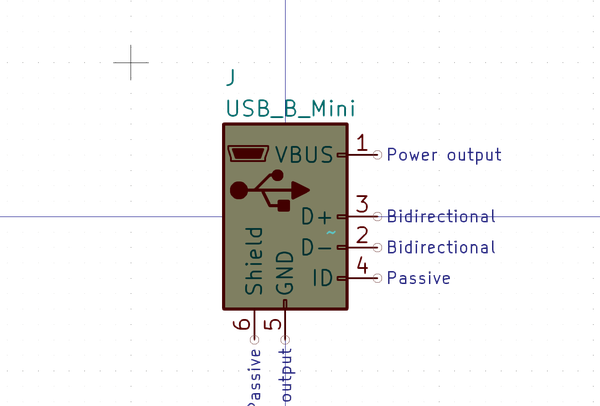 J
USB_B_Mini
VBUS 1 Power output
D+ 3 Bidirectional
~
D- 2 Bidirectional
ID 4 Passive
Shield 6 Passive
GND 5 output